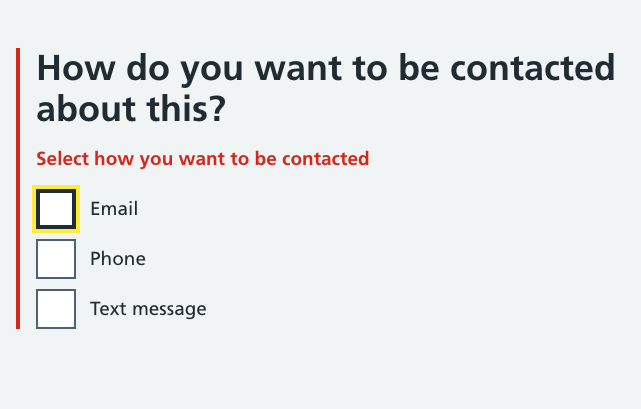 How do you want to be contacted
about this?
Select how you want to be contacted
Email
Phone
Text message